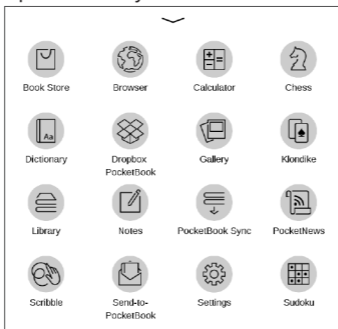 Book Store Browser Calculator Chess
Aa
Dictionary Dropbox PocketBook Gallery Klondike
Library Notes PocketBook Sync PocketNews
Scribble Send-to-PocketBook Settings Sudoku